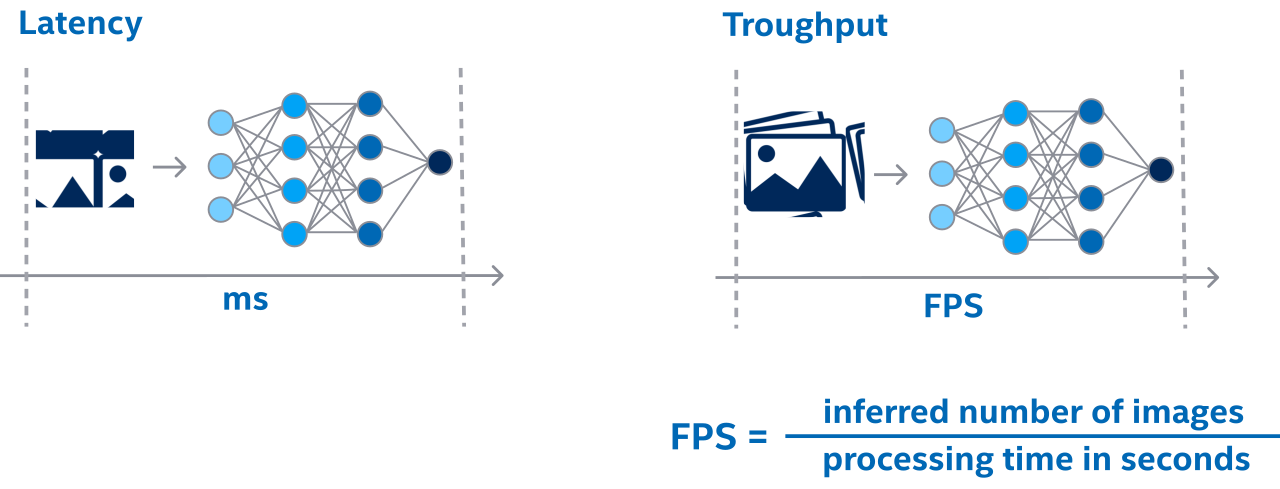 Latency
Troughput
ms
FPS
FPS =
inferred number of images
processing time in seconds